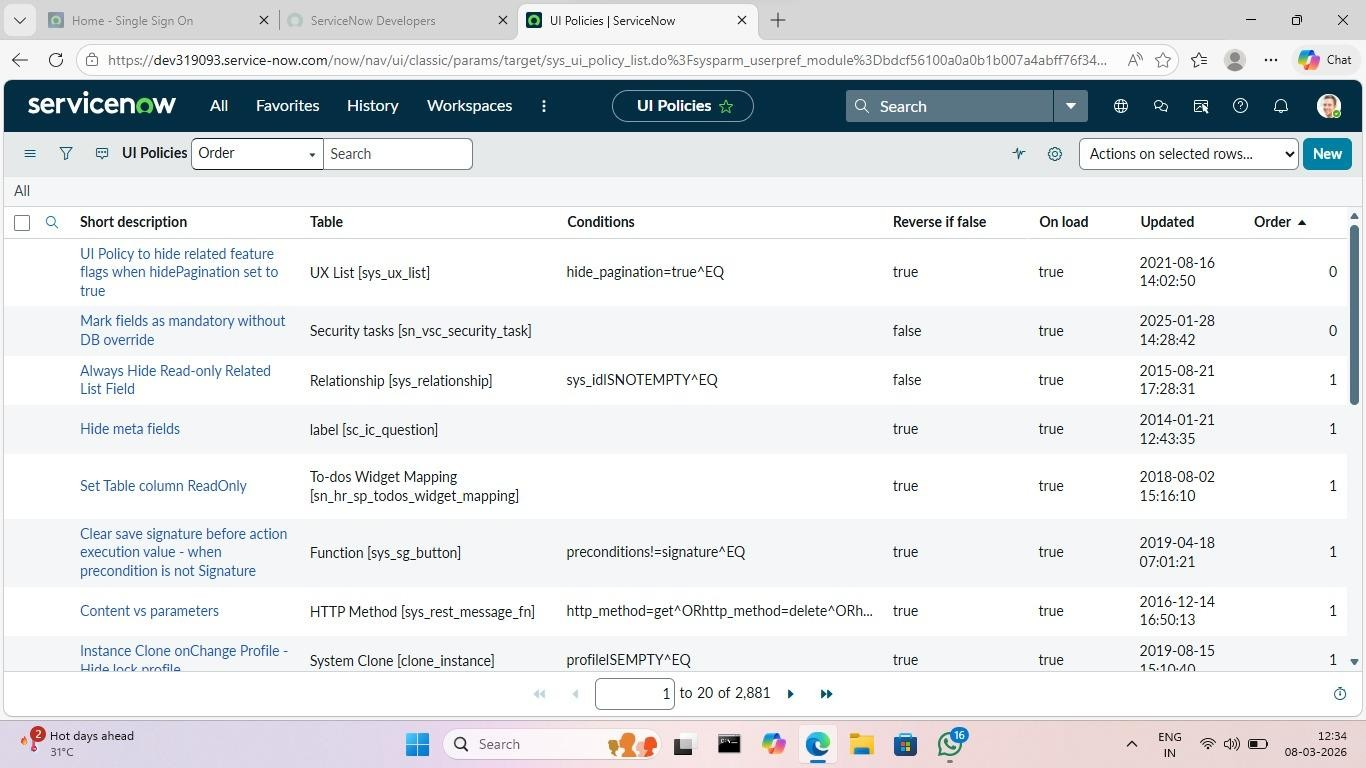 Home - Single Sign On
ServiceNow Developers
UI Policies | ServiceNow
https://dev319093.service-now.com/now/nav/ui/classic/params/target/sys_ui_policy_list.do%3Fsysparm_userpref_module%3Dbdcf56100a0a0b1b007a4abff76f34...
Chat
servicenow All Favorites History Workspaces UI Policies Search
UI Policies Order Search Actions on selected rows... New
All
Short description Table Conditions Reverse if false On load Updated Order
UI Policy to hide related feature
flags when hidePagination set to
true
UX List [sys_ux_list] hide_pagination=true^EQ true true
2021-08-16
14:02:50
0
Mark fields as mandatory without
DB override
Security tasks [sn_vsc_security_task] false true
2025-01-28
14:28:42
0
Always Hide Read-only Related
List Field
Relationship [sys_relationship] sys_idISNOTEMPTY^EQ false true
2015-08-21
17:28:31
1
Hide meta fields label [sc_ic_question] true true
2014-01-21
12:43:35
1
Set Table column ReadOnly
To-dos Widget Mapping
[sn_hr_sp_todos_widget_mapping]
true true
2018-08-02
15:16:10
1
Clear save signature before action
execution value - when
precondition is not Signature
Function [sys_sg_button] preconditions!=signature^EQ true true
2019-04-18
07:01:21
1
Content vs parameters HTTP Method [sys_rest_message_fn] http_method=get^ORhttp_method=delete^ORh... true true
2016-12-14
16:50:13
1
Instance Clone onChange Profile -
Hide lock profile
System Clone [clone_instance] profileISEMPTY^EQ true true
2019-08-15
15:10:40
1
1 to 20 of 2,881
2
Hot days ahead
31°C
Search
16
ENG
IN
12:34
08-03-2026